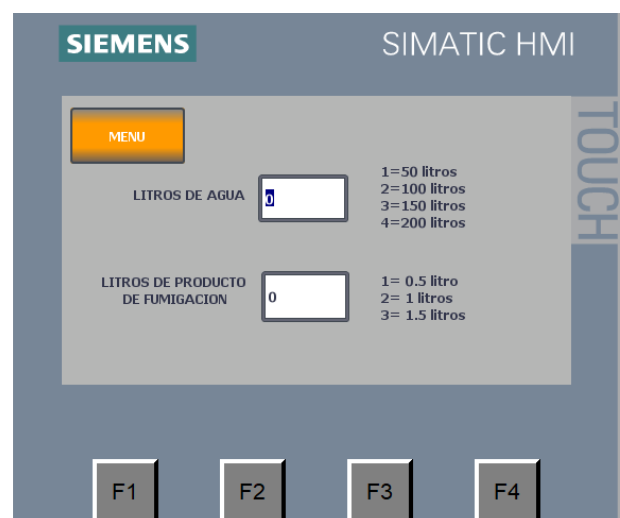 SIEMENS
SIMATIC HMI
TOUCH
MENU
LITROS DE AGUA
0
1=50 litros
2=100 litros
3=150 litros
4=200 litros
LITROS DE PRODUCTO
DE FUMIGACION
0
1= 0.5 litro
2= 1 litros
3= 1.5 litros
F1
F2
F3
F4